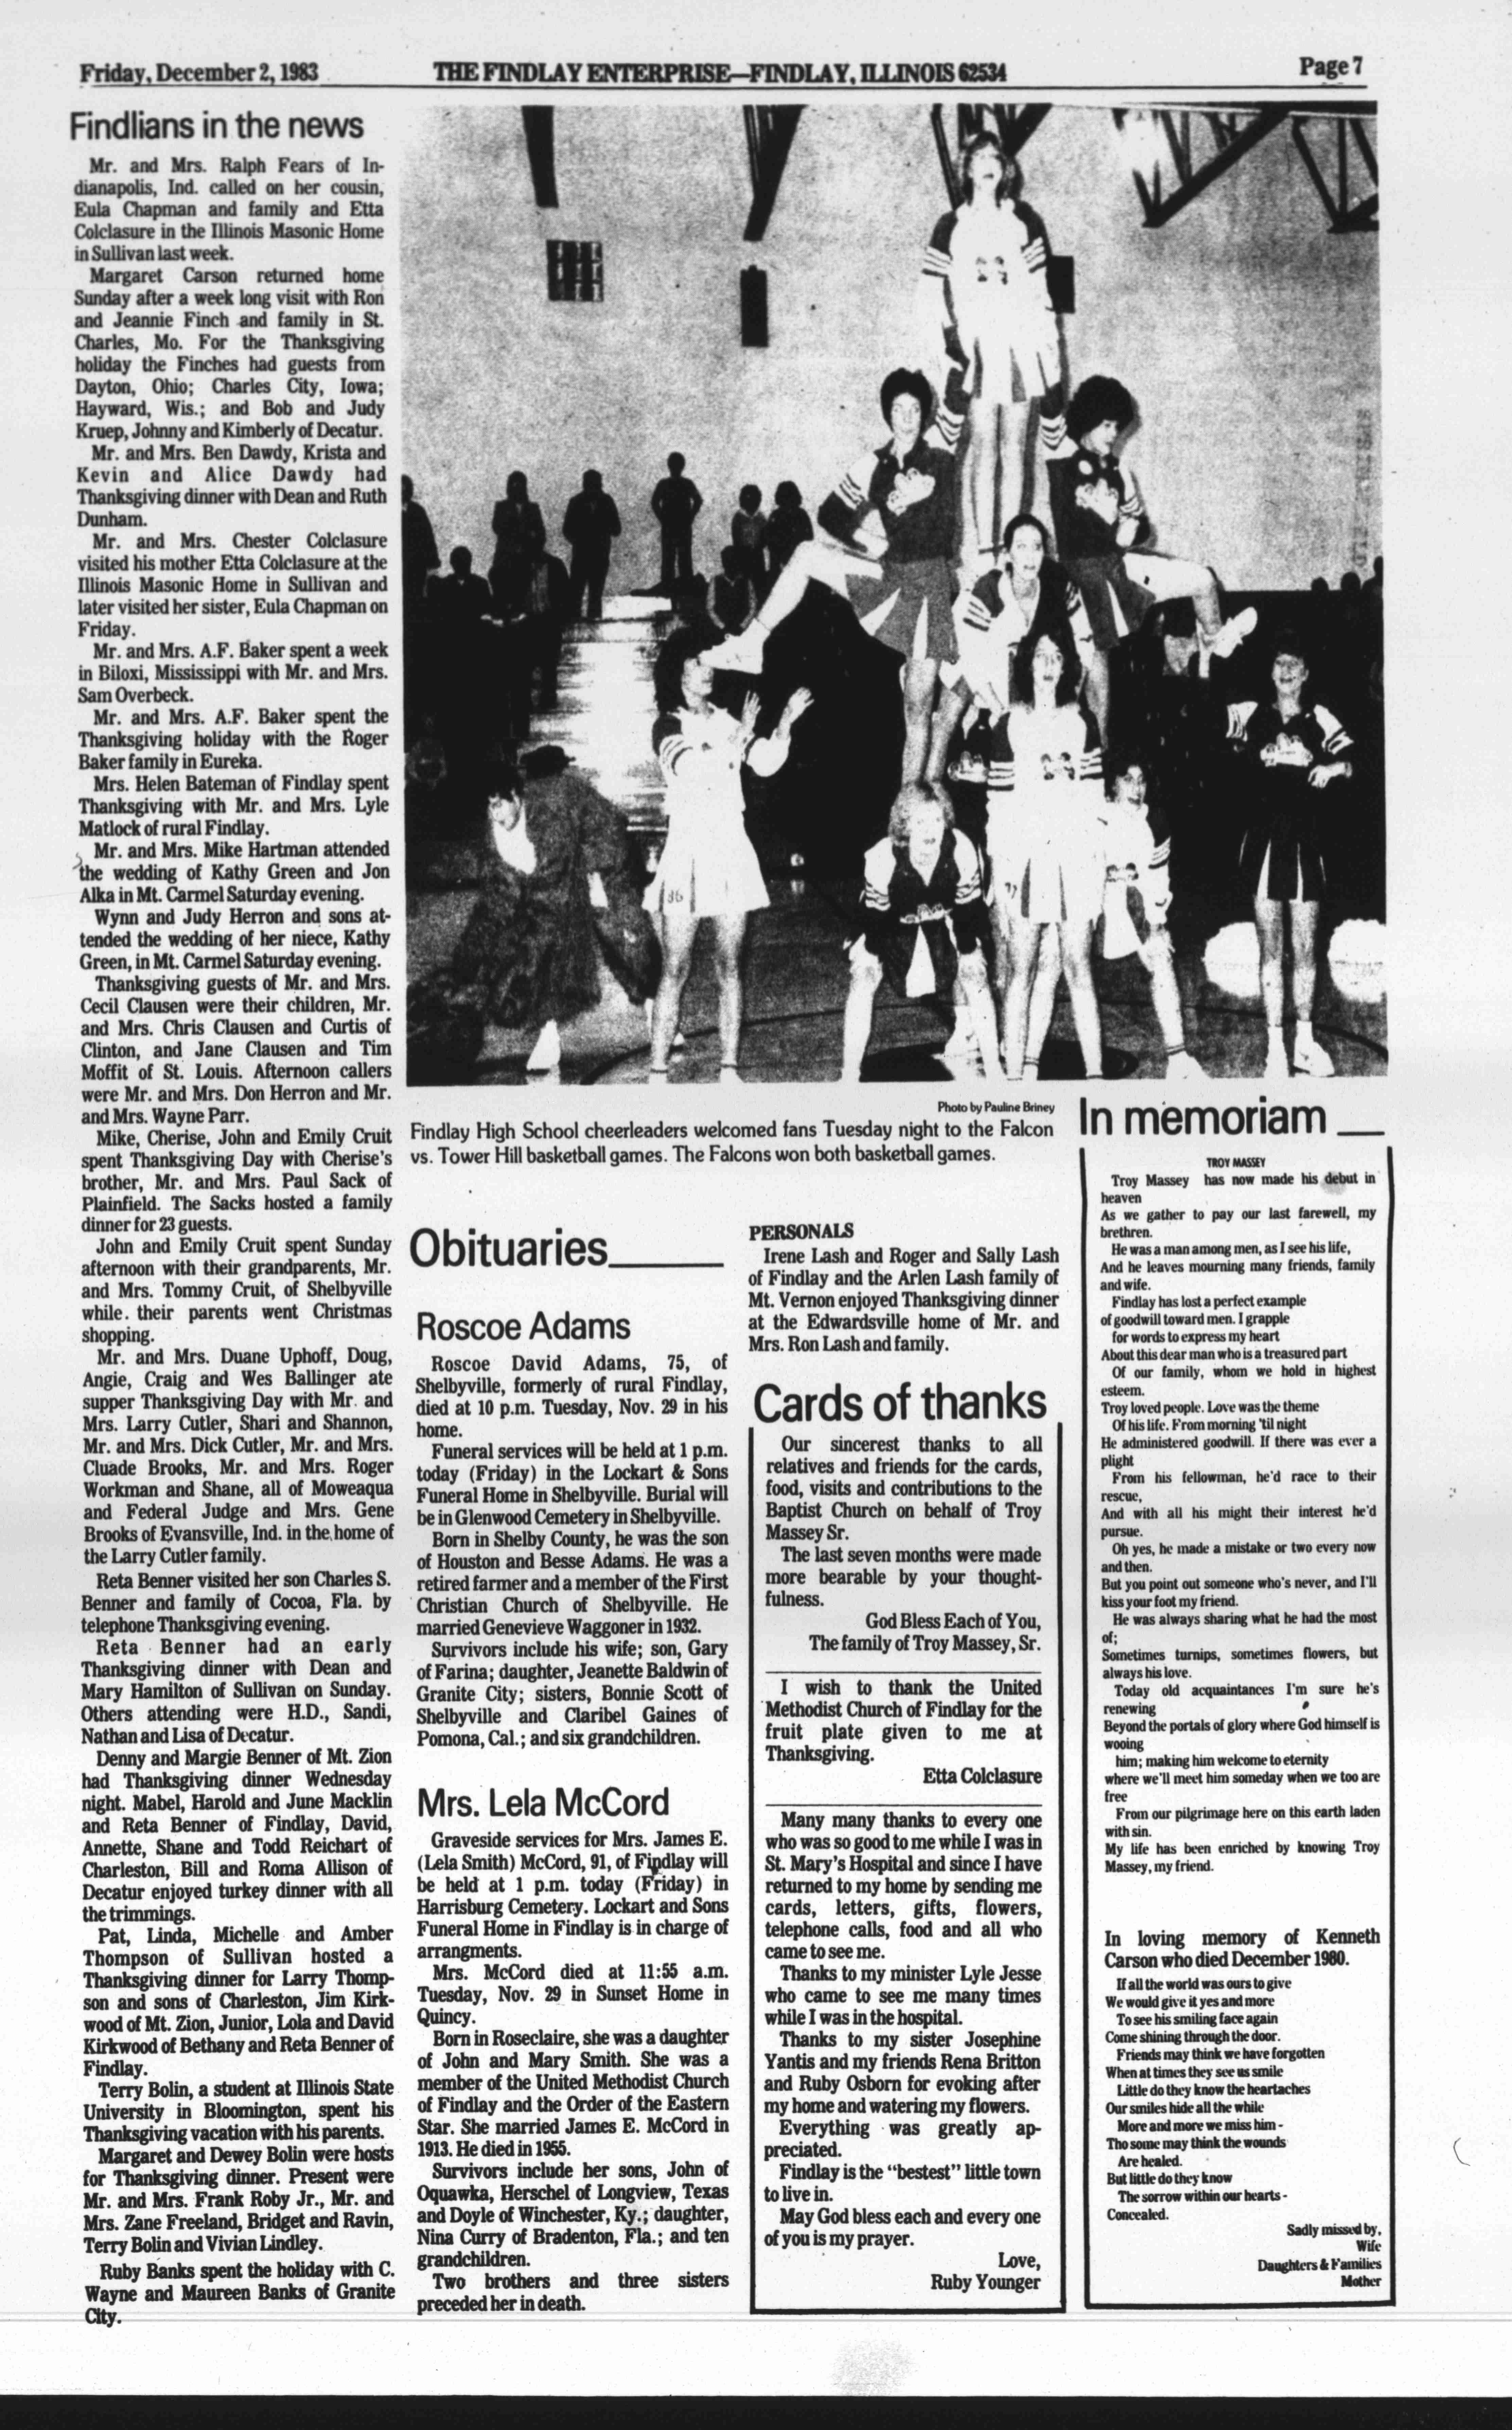 Friday, December 2, 1983
THE FINDLAY ENTERPRISE—FINDLAY, ILLINOIS 62534
Page 7
Findlians in the news
Mr. and Mrs. Ralph Fears of In-
dianapolis, Ind. called on her cousin,
Eula Chapman and family and Etta
Colclasure in the Illinois Masonic Home
in Sullivan last week.
Margaret Carson returned home
Sunday after a week long visit with Ron
and Jeannie Finch and family in St.
Charles, Mo. For the Thanksgiving
holiday the Finches had guests from
Dayton, Ohio; Charles City, Iowa;
Hayward, Wis.; and Bob and Judy
Kruep, Johnny and Kimberly of Decatur.
Mr. and Mrs. Ben Dawdy, Krista and
Kevin and Alice Dawdy had
Thanksgiving dinner with Dean and Ruth
Dunham.
Mr. and Mrs. Chester Colclasure
visited his mother Etta Colclasure at the
Illinois Masonic Home in Sullivan and
later visited her sister, Eula Chapman on
Friday.
Mr. and Mrs. A.F. Baker spent a week
in Biloxi, Mississippi with Mr. and Mrs.
Sam Overbeck.
Mr. and Mrs. A.F. Baker spent the
Thanksgiving holiday with the Roger
Baker family in Eureka.
Mrs. Helen Bateman of Findlay spent
Thanksgiving with Mr. and Mrs. Lyle
Matlock of rural Findlay.
Mr. and Mrs. Mike Hartman attended
the wedding of Kathy Green and Jon
Alka in Mt. Carmel Saturday evening.
Wynn and Judy Herron and sons at-
tended the wedding of her niece, Kathy
Green, in Mt. Carmel Saturday evening.
Thanksgiving guests of Mr. and Mrs.
Cecil Clausen were their children, Mr.
and Mrs. Chris Clausen and Curtis of
Clinton, and Jane Clausen and Tim
Moffit of St. Louis. Afternoon callers
were Mr. and Mrs. Don Herron and Mr.
and Mrs. Wayne Parr.
Mike, Cherise, John and Emily Cruit
spent Thanksgiving Day with Cherise's
brother, Mr. and Mrs. Paul Sack of
Plainfield. The Sacks hosted a family
dinner for 23 guests.
John and Emily Cruit spent Sunday
afternoon with their grandparents, Mr.
and Mrs. Tommy Cruit, of Shelbyville
while their parents went Christmas
shopping.
Mr. and Mrs. Duane Uphoff, Doug,
Angie, Craig and Wes Ballinger ate
supper Thanksgiving Day with Mr. and
Mrs. Larry Cutler, Shari and Shannon,
Mr. and Mrs. Dick Cutler, Mr. and Mrs.
Cluade Brooks, Mr. and Mrs. Roger
Workman and Shane, all of Moweaqua
and Federal Judge and Mrs. Gene
Brooks of Evansville, Ind. in the home of
the Larry Cutler family.
Reta Benner visited her son Charles S.
Benner and family of Cocoa, Fla. by
telephone Thanksgiving evening.
Reta Benner had an early
Thanksgiving dinner with Dean and
Mary Hamilton of Sullivan on Sunday.
Others attending were H.D., Sandi,
Nathan and Lisa of Decatur.
Denny and Margie Benner of Mt. Zion
had Thanksgiving dinner Wednesday
night. Mabel, Harold and June Macklin
and Reta Benner of Findlay, David,
Annette, Shane and Todd Reichart of
Charleston, Bill and Roma Allison of
Decatur enjoyed turkey dinner with all
the trimmings.
Pat, Linda, Michelle and Amber
Thompson of Sullivan hosted a
Thanksgiving dinner for Larry Thomp-
son and sons of Charleston, Jim Kirk-
wood of Mt. Zion, Junior, Lola and David
Kirkwood of Bethany and Reta Benner of
Findlay.
Terry Bolin, a student at Illinois State
University in Bloomington, spent his
Thanksgiving vacation with his parents.
Margaret and Dewey Bolin were hosts
for Thanksgiving dinner. Present were
Mr. and Mrs. Frank Roby Jr., Mr. and
Mrs. Zane Freeland, Bridget and Ravin,
Terry Bolin and Vivian Lindley.
Ruby Banks spent the holiday with C.
Wayne and Maureen Banks of Granite
City.
36
Photo by Pauline Briney
Findlay High School cheerleaders welcomed fans Tuesday night to the Falcon
vs. Tower Hill basketball games. The Falcons won both basketball games.
Obituaries
Roscoe Adams
Roscoe David Adams, 75, of
Shelbyville, formerly of rural Findlay,
died at 10 p.m. Tuesday, Nov. 29 in his
home.
Funeral services will be held at 1 p.m.
today (Friday) in the Lockart & Sons
Funeral Home in Shelbyville. Burial will
be in Glenwood Cemetery in Shelbyville.
Born in Shelby County, he was the son
of Houston and Besse Adams. He was a
retired farmer and a member of the First
Christian Church of Shelbyville. He
married Genevieve Waggoner in 1932.
Survivors include his wife; son, Gary
of Farina; daughter, Jeanette Baldwin of
Granite City; sisters, Bonnie Scott of
Shelbyville and Claribel Gaines of
Pomona, Cal.; and six grandchildren.
Mrs. Lela McCord
Graveside services for Mrs. James E.
(Lela Smith) McCord, 91, of Findlay will
be held at 1 p.m. today (Friday) in
Harrisburg Cemetery. Lockart and Sons
Funeral Home in Findlay is in charge of
arrangments.
Mrs. McCord died at 11:55 a.m.
Tuesday, Nov. 29 in Sunset Home in
Quincy.
Born in Roseclaire, she was a daughter
of John and Mary Smith. She was a
member of the United Methodist Church
of Findlay and the Order of the Eastern
Star. She married James E. McCord in
1913. He died in 1955.
Survivors include her sons, John of
Oquawka, Herschel of Longview, Texas
and Doyle of Winchester, Ky.; daughter,
Nina Curry of Bradenton, Fla.; and ten
grandchildren.
Two brothers and three sisters
preceded her in death.
PERSONALS
Irene Lash and Roger and Sally Lash
of Findlay and the Arlen Lash family of
Mt. Vernon enjoyed Thanksgiving dinner
at the Edwardsville home of Mr. and
Mrs. Ron Lash and family.
Cards of thanks
Our sincerest thanks to all
relatives and friends for the cards,
food, visits and contributions to the
Baptist Church on behalf of Troy
Massey Sr.
The last seven months were made
more bearable by your thought-
fulness.
God Bless Each of You,
The family of Troy Massey, Sr.
I wish to thank the United
Methodist Church of Findlay for the
fruit plate given to me at
Thanksgiving.
Etta Colclasure
Many many thanks to every one
who was so good to me while I was in
St. Mary's Hospital and since I have
returned to my home by sending me
cards, letters, gifts, flowers,
telephone calls, food and all who
came to see me.
Thanks to my minister Lyle Jesse
who came to see me many times
while I was in the hospital.
Thanks to my sister Josephine
Yantis and my friends Rena Britton
and Ruby Osborn for evoking after
my home and watering my flowers.
Everything was greatly ap-
preciated.
Findlay is the "bestest" little town
to live in.
May God bless each and every one
of you is my prayer.
Love,
Ruby Younger
In memoriam
TROY MASSEY
Troy Massey has now made his debut in
heaven
As we gather to pay our last farewell, my
brethren.
He was a man among men, as I see his life,
And he leaves mourning many friends, family
and wife.
Findlay has lost a perfect example
of goodwill toward men. I grapple
for words to express my heart
About this dear man who is a treasured part
Of our family, whom we hold in highest
esteem.
Troy loved people. Love was the theme
Of his life. From morning 'til night
He administered goodwill. If there was ever a
plight
From his fellowman, he'd race to their
rescue,
And with all his might their interest he'd
pursue.
Oh yes, he made a mistake or two every now
and then.
But you point out someone who's never, and I'll
kiss your foot my friend.
He was always sharing what he had the most
of;
Sometimes turnips, sometimes flowers, but
always his love.
Today old acquaintances I'm sure he's
renewing
Beyond the portals of glory where God himself is
wooing
him; making him welcome to eternity
where we'll meet him someday when we too are
free
From our pilgrimage here on this earth laden
with sin.
My life has been enriched by knowing Troy
Massey, my friend.
In loving memory of Kenneth
Carson who died December 1980.
If all the world was ours to give
We would give it yes and more
To see his smiling face again
Come shining through the door.
Friends may think we have forgotten
When at times they see us smile
Little do they know the heartaches
Our smiles hide all the while
More and more we miss him -
Tho some may think the wounds
Are healed.
But little do they know
The sorrow within our hearts -
Concealed.
Sadly missed by,
Wife
Daughters & Families
Mother